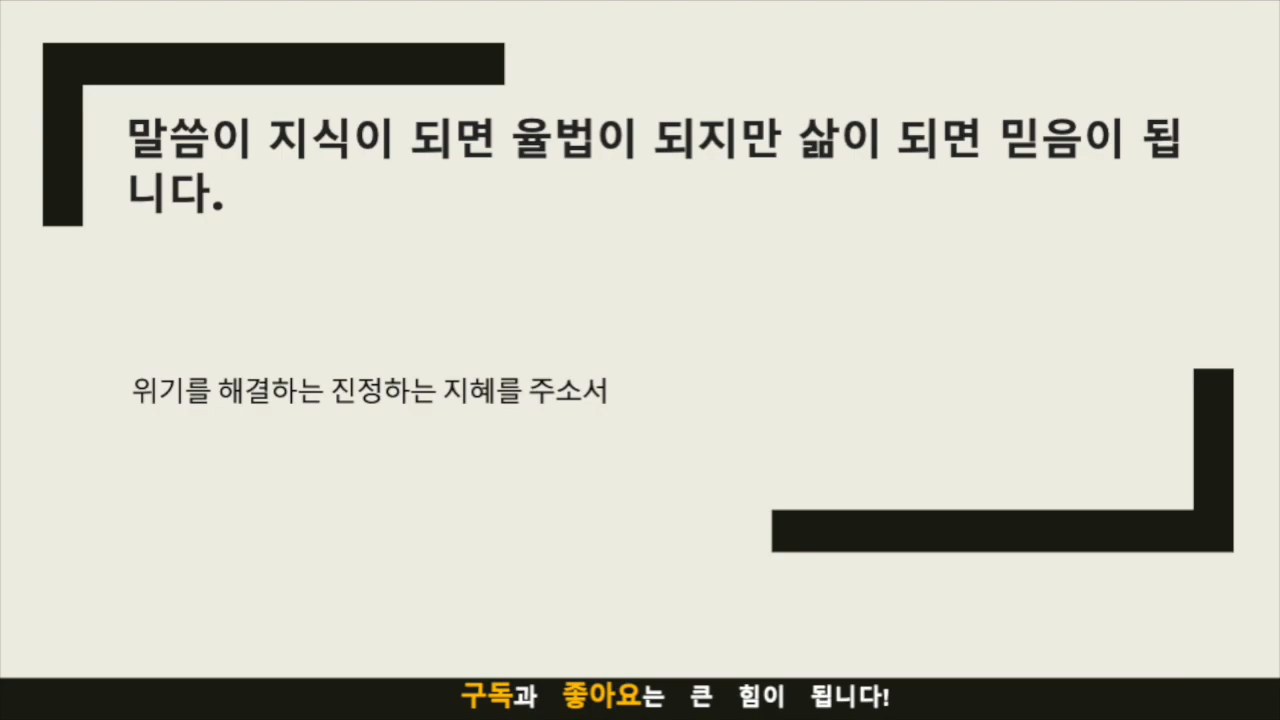 말씀이 지식이 되면 율법이 되지만 삶이 되면 믿음이 됩
니다.
위기를 해결하는 진정하는 지혜를 주소서
구독과 좋아요는 큰 힘이 됩니다!